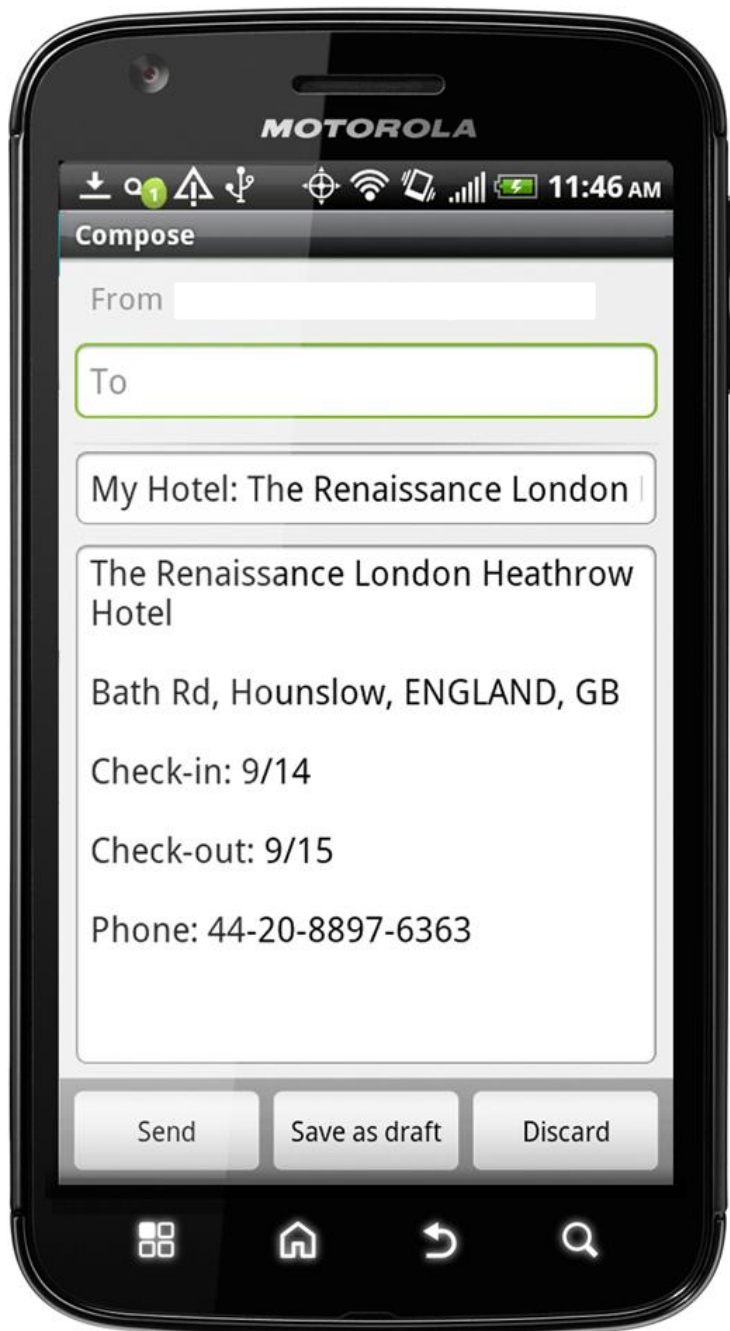 MOTOROLA
1
11:46 AM
Compose
From
To
My Hotel: The Renaissance London
The Renaissance London Heathrow
Hotel
Bath Rd, Hounslow, ENGLAND, GB
Check-in: 9/14
Check-out: 9/15
Phone: 44-20-8897-6363
Send Save as draft Discard